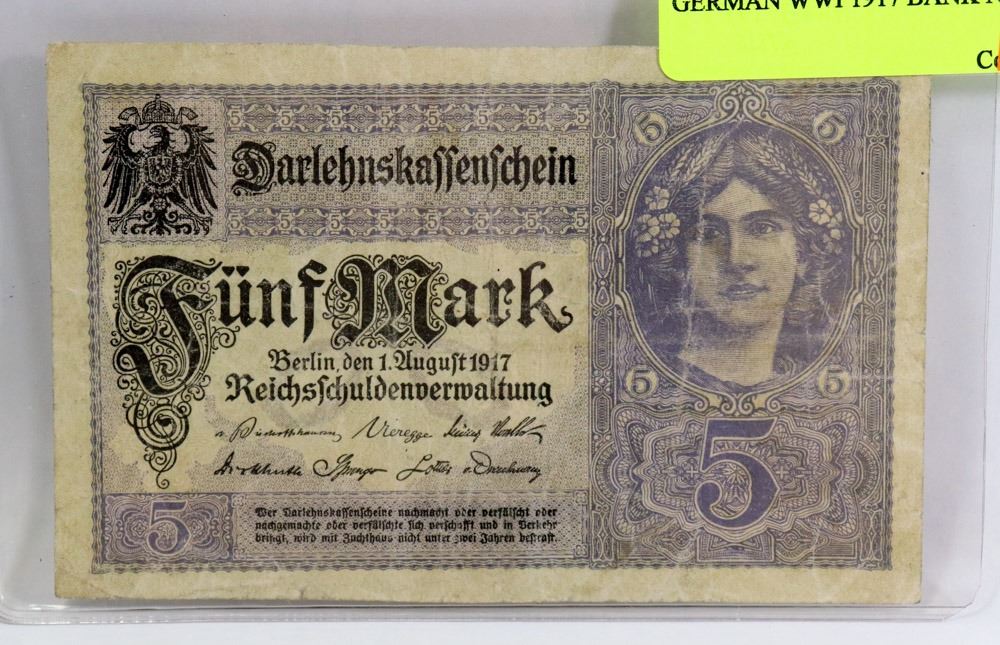 GERMAN WWI 1917 BANK
5 5
Darlehnskassenschein
Fünf Mark
Berlin, den 1. August 1917
Reichsschuldenverwaltung
Vieregge
5 5
5
5
Wer Darlehnskassenscheine nachmacht oder verfälscht oder
nachgemachte oder verfälschte sich verschafft und in Verkehr
bringt, wird mit Zuchthaus nicht unter zwei Jahren bestraft.